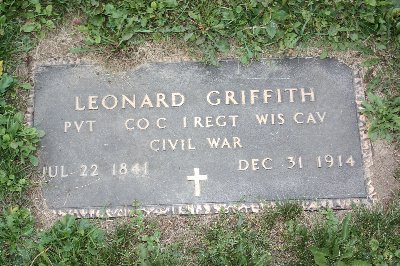 LEONARD GRIFFITH
PVT CO C 1 REGT WIS CAV
CIVIL WAR
JUL 22 1841 DEC 31 1914